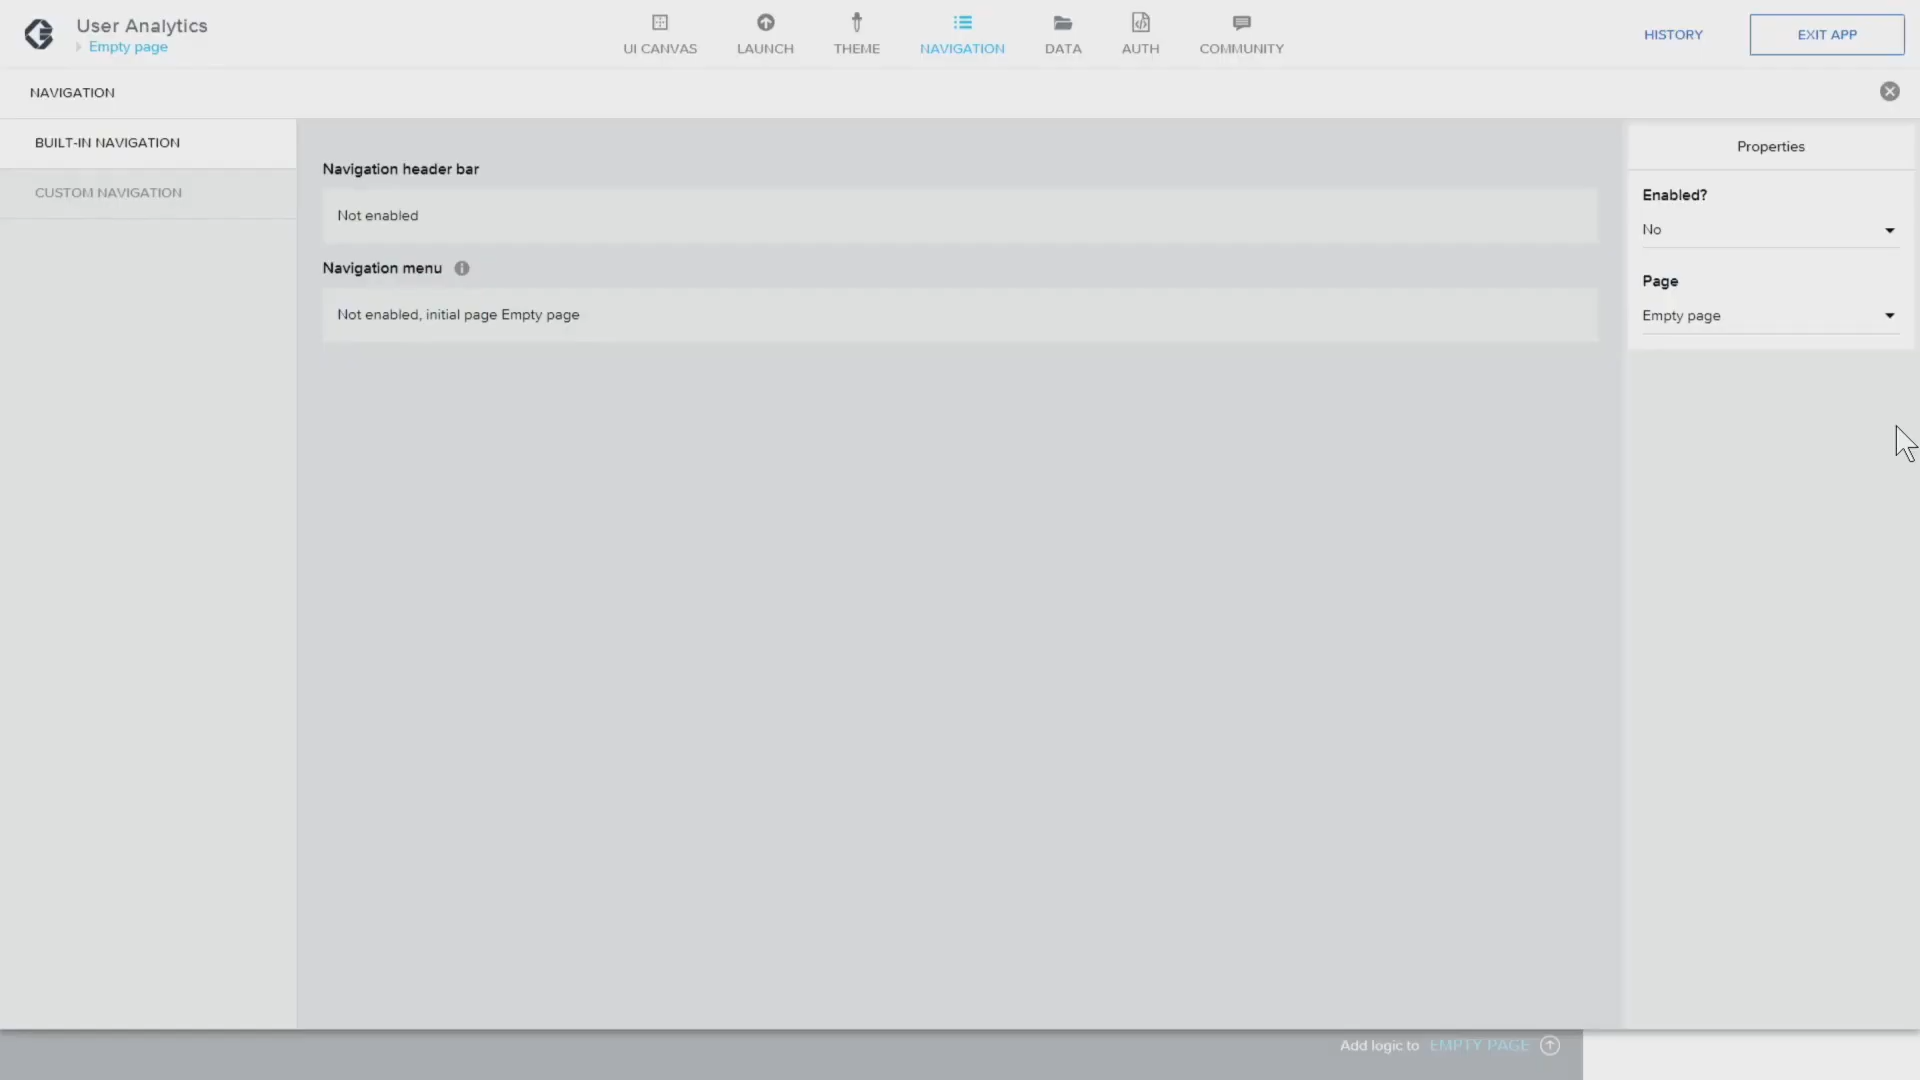 User Analytics
Empty page
UI CANVAS
LAUNCH
THEME
NAVIGATION
DATA
AUTH
COMMUNITY
HISTORY
EXIT APP
NAVIGATION
BUILT-IN NAVIGATION
CUSTOM NAVIGATION
Navigation header bar
Not enabled
Navigation menu
Not enabled, initial page Empty page
Properties
Enabled?
No
Page
Empty page
Add logic to EMPTY PAGE